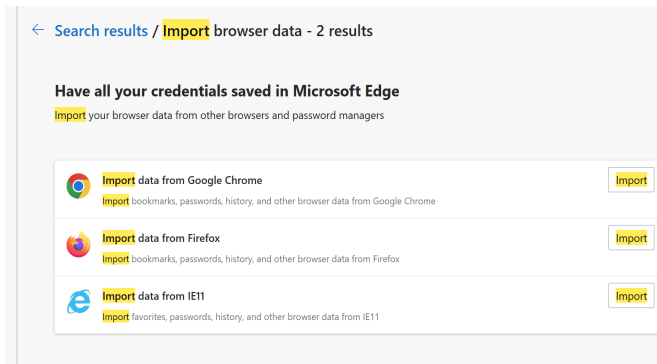 Search results / Import browser data - 2 results
Have all your credentials saved in Microsoft Edge
Import your browser data from other browsers and password managers
Import data from Google Chrome
Import
Import bookmarks, passwords, history, and other browser data from Google Chrome
Import data from Firefox
Import
Import bookmarks, passwords, history, and other browser data from Firefox
Import data from IE11
Import
Import favorites, passwords, history, and other browser data from IE11